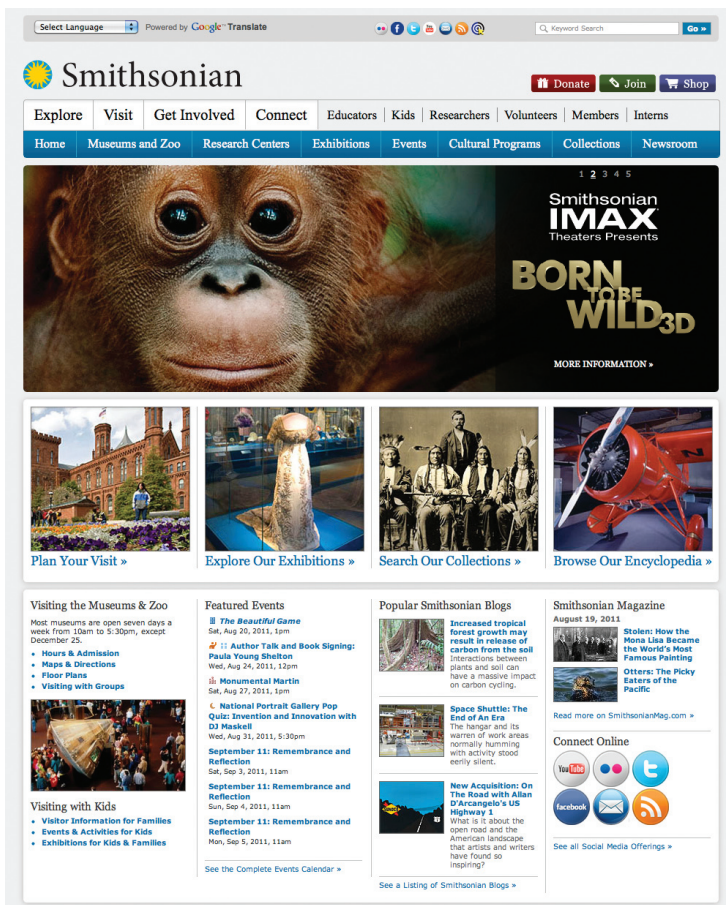 Select Language
Powered by Google™ Translate
Keyword Search
Go »
Smithsonian
Donate
Join
Shop
Explore
Visit
Get Involved
Connect
Educators
Kids
Researchers
Volunteers
Members
Interns
Home
Museums and Zoo
Research Centers
Exhibitions
Events
Cultural Programs
Collections
Newsroom
1 2 3 4 5
Smithsonian
IMAX
Theaters Presents
BORN
TO BE
WILD3D
MORE INFORMATION »
Plan Your Visit »
Explore Our Exhibitions »
Search Our Collections »
Browse Our Encyclopedia »
Visiting the Museums & Zoo
Most museums are open seven days a
week from 10am to 5:30pm, except
December 25.
• Hours & Admission
• Maps & Directions
• Floor Plans
• Visiting with Groups
Visiting with Kids
• Visitor Information for Families
• Events & Activities for Kids
• Exhibitions for Kids & Families
Featured Events
The Beautiful Game
Sat, Aug 20, 2011, 1pm
Author Talk and Book Signing:
Paula Young Shelton
Wed, Aug 24, 2011, 12pm
Monumental Martin
Sat, Aug 27, 2011, 1pm
National Portrait Gallery Pop
Quiz: Invention and Innovation with
DJ Maskell
Wed, Aug 31, 2011, 5:30pm
September 11: Remembrance and
Reflection
Sat, Sep 3, 2011, 11am
September 11: Remembrance and
Reflection
Sun, Sep 4, 2011, 11am
September 11: Remembrance and
Reflection
Mon, Sep 5, 2011, 11am
See the Complete Events Calendar »
Popular Smithsonian Blogs
Increased tropical
forest growth may
result in release of
carbon from the soil
Interactions between
plants and soil can
have a massive impact
on carbon cycling.
Space Shuttle: The
End of An Era
The hangar and its
warren of work areas
normally humming
with activity stood
eerily silent.
New Acquisition: On
The Road with Allan
D'Arcangelo's US
Highway 1
What is it about the
open road and the
American landscape
that artists and writers
have found so
inspiring?
See a Listing of Smithsonian Blogs »
Smithsonian Magazine
August 19, 2011
Stolen: How the
Mona Lisa Became
the World's Most
Famous Painting
Otters: The Picky
Eaters of the
Pacific
Read more on SmithsonianMag.com »
Connect Online
YouTube
facebook
See all Social Media Offerings »